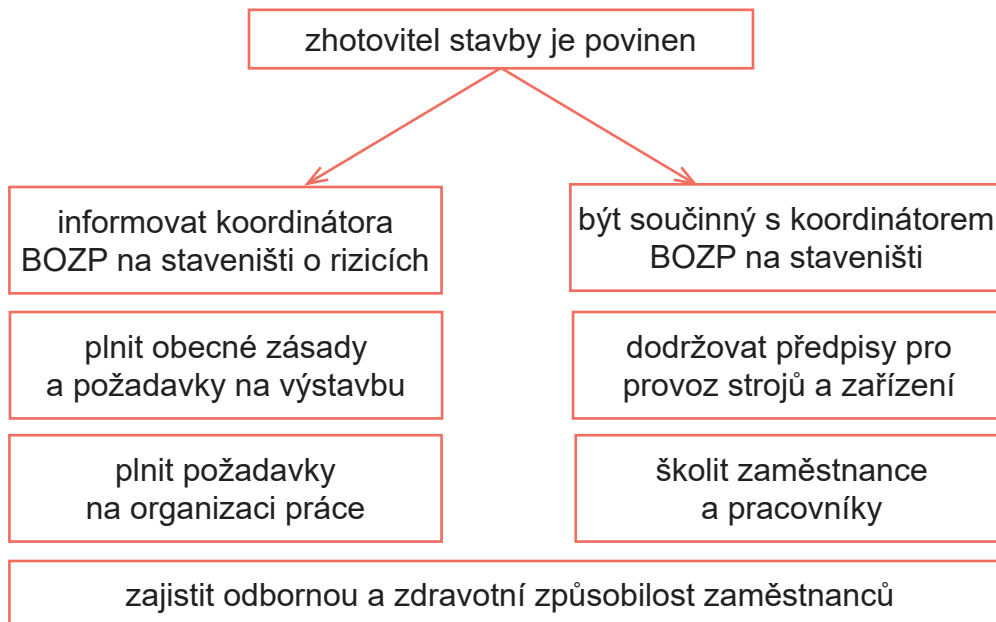 zhotovitel stavby je povinen
informovat koordinátora
BOZP na staveništi o rizicích
být součinný s koordinátorem
BOZP na staveništi
plnit obecné zásady
a požadavky na výstavbu
dodržovat předpisy pro
provoz strojů a zařízení
plnit požadavky
na organizaci práce
školit zaměstnance
a pracovníky
zajistit odbornou a zdravotní způsobilost zaměstnanců